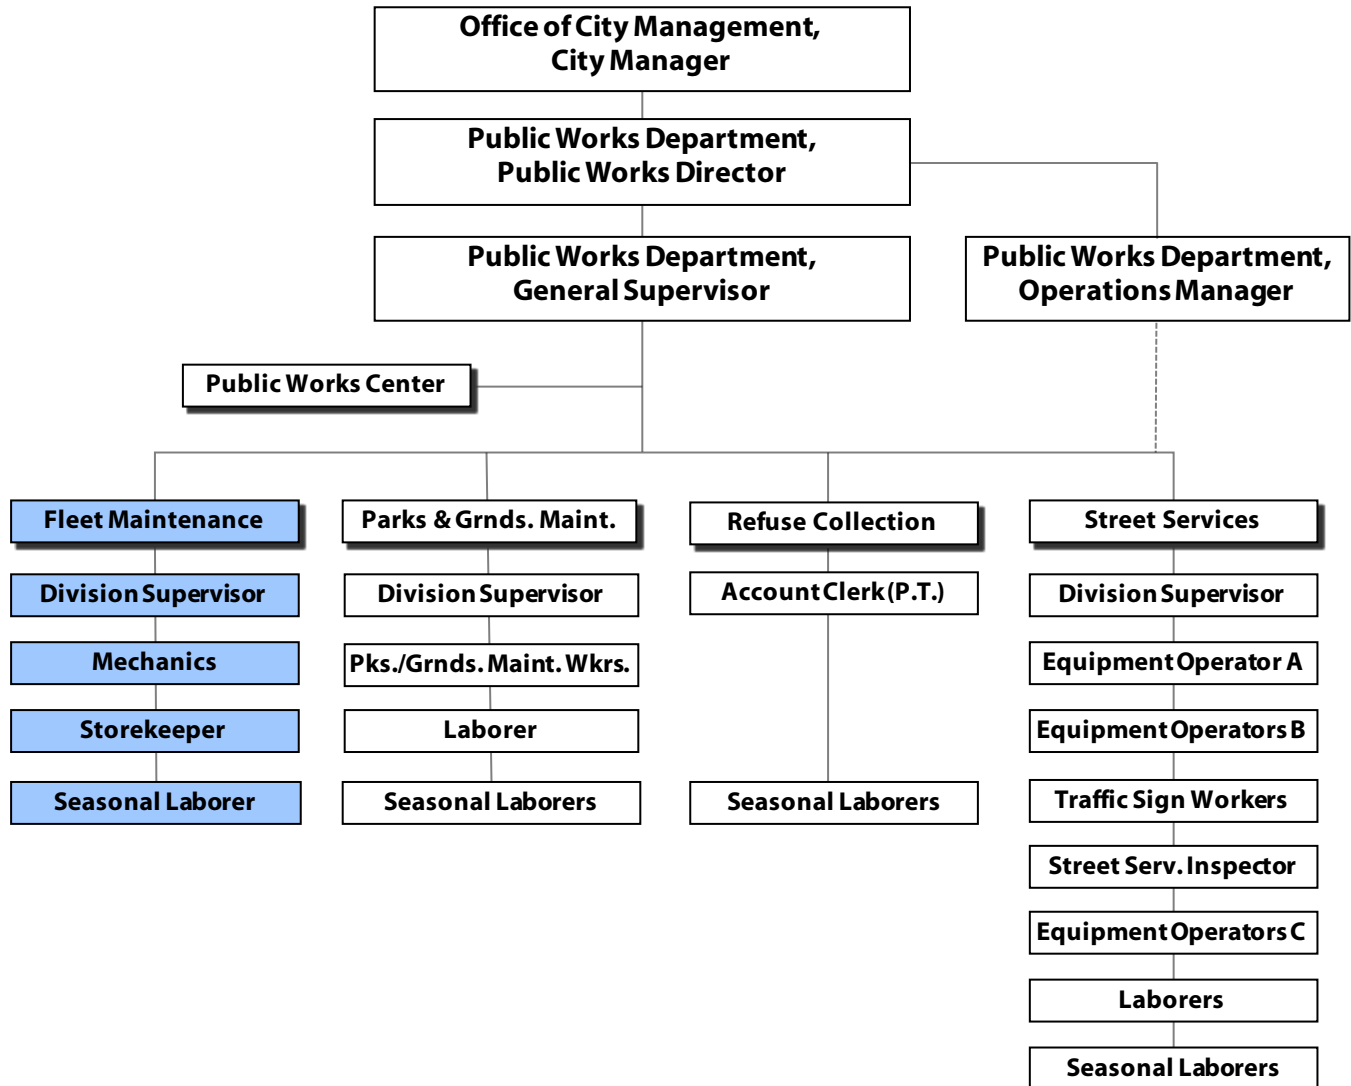 Office of City Management,
City Manager
Public Works Department,
Public Works Director
Public Works Department,
General Supervisor
Public Works Department,
Operations Manager
Public Works Center
Fleet Maintenance
Division Supervisor
Mechanics
Storekeeper
Seasonal Laborer
Parks & Grnds. Maint.
Division Supervisor
Pks./Grnds. Maint. Wkrs.
Laborer
Seasonal Laborers
Refuse Collection
Account Clerk (P.T.)
Seasonal Laborers
Street Services
Division Supervisor
Equipment Operator A
Equipment Operators B
Traffic Sign Workers
Street Serv. Inspector
Equipment Operators C
Laborers
Seasonal Laborers